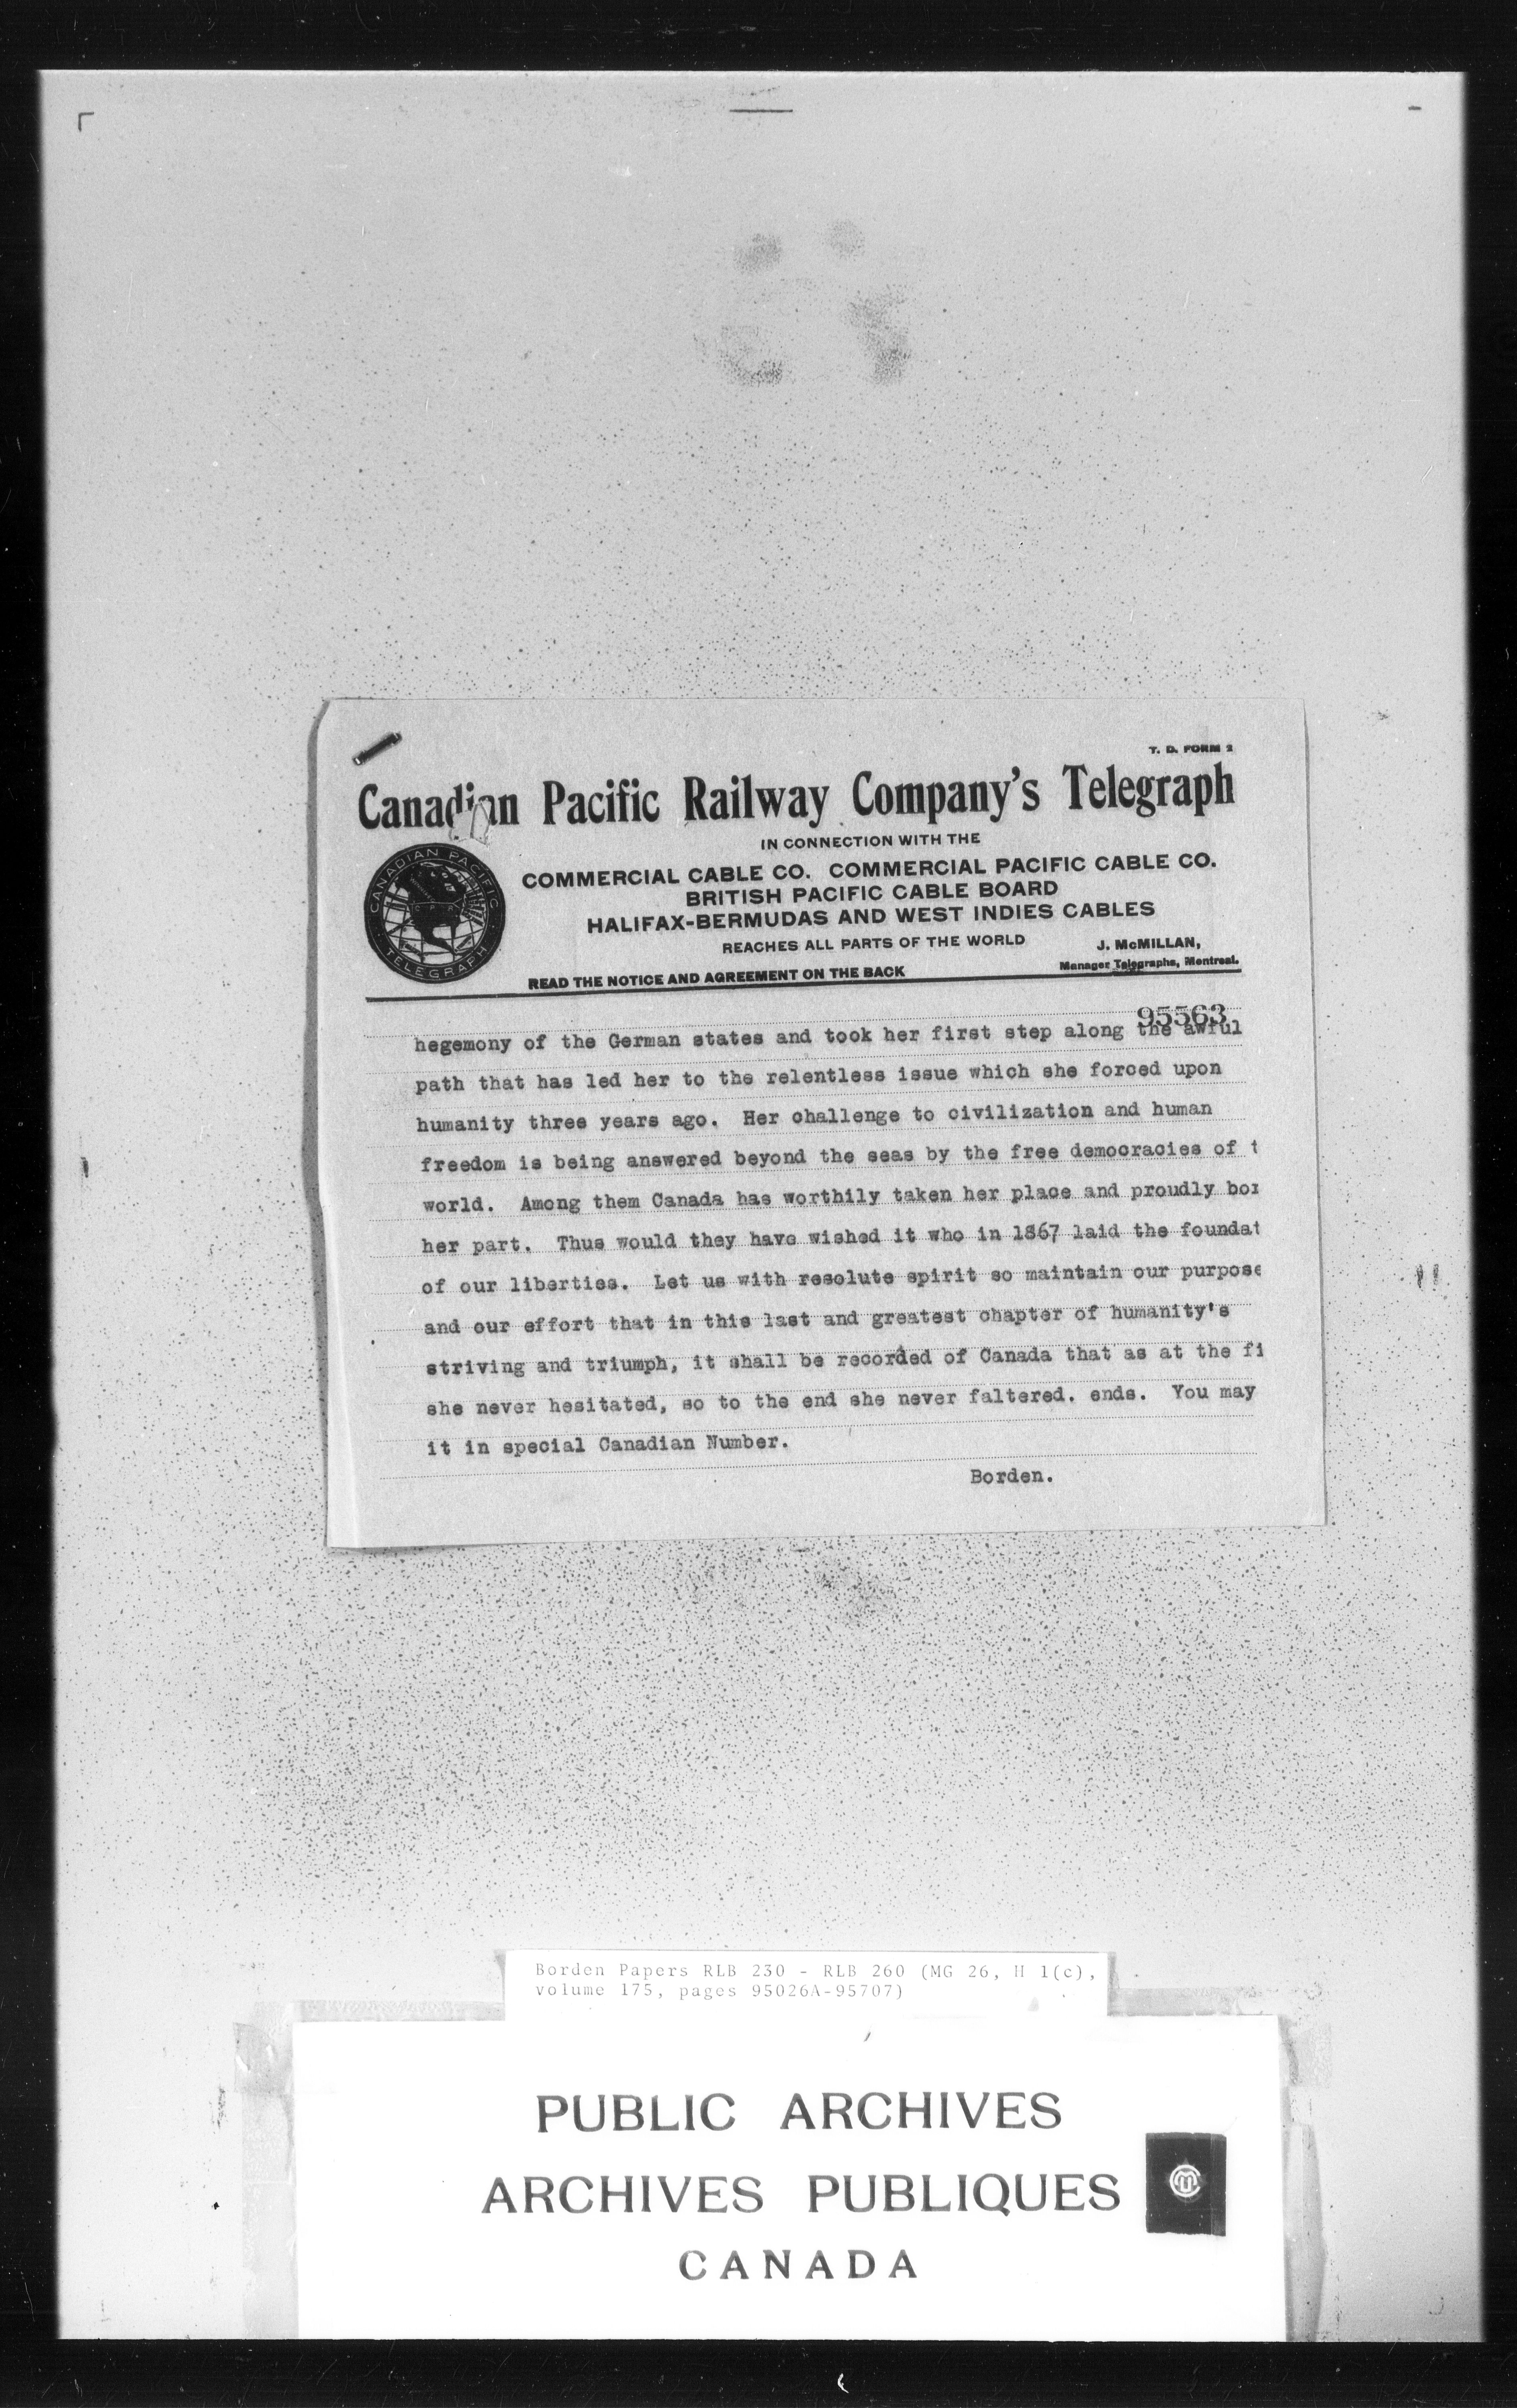 T. D. FORM 2
Canadian Pacific Railway Company's Telegraph
IN CONNECTION WITH THE
COMMERCIAL CABLE CO. COMMERCIAL PACIFIC CABLE CO.
BRITISH PACIFIC CABLE BOARD
HALIFAX-BERMUDAS AND WEST INDIES CABLES
REACHES ALL PARTS OF THE WORLD
J. McMILLAN,
Manager Telegraphs, Montreal.
READ THE NOTICE AND AGREEMENT ON THE BACK
CANADIAN PACIFIC
TELEGRAPH
95563
hegemony of the German states and took her first step along the awful
path that has led her to the relentless issue which she forced upon
humanity three years ago. Her challenge to civilization and human
freedom is being answered beyond the seas by the free democracies of t
world. Among them Canada has worthily taken her place and proudly bor
her part. Thus would they have wished it who in 1867 laid the foundat
of our liberties. Let us with resolute spirit so maintain our purpose
and our effort that in this last and greatest chapter of humanity's
striving and triumph, it shall be recorded of Canada that as at the fi
she never hesitated, so to the end she never faltered. ends. You may
it in special Canadian Number.
Borden.
Borden Papers RLB 230 - RLB 260 (MG 26, H 1(c),
volume 175, pages 95026A-95707)
PUBLIC ARCHIVES
ARCHIVES PUBLIQUES
CANADA